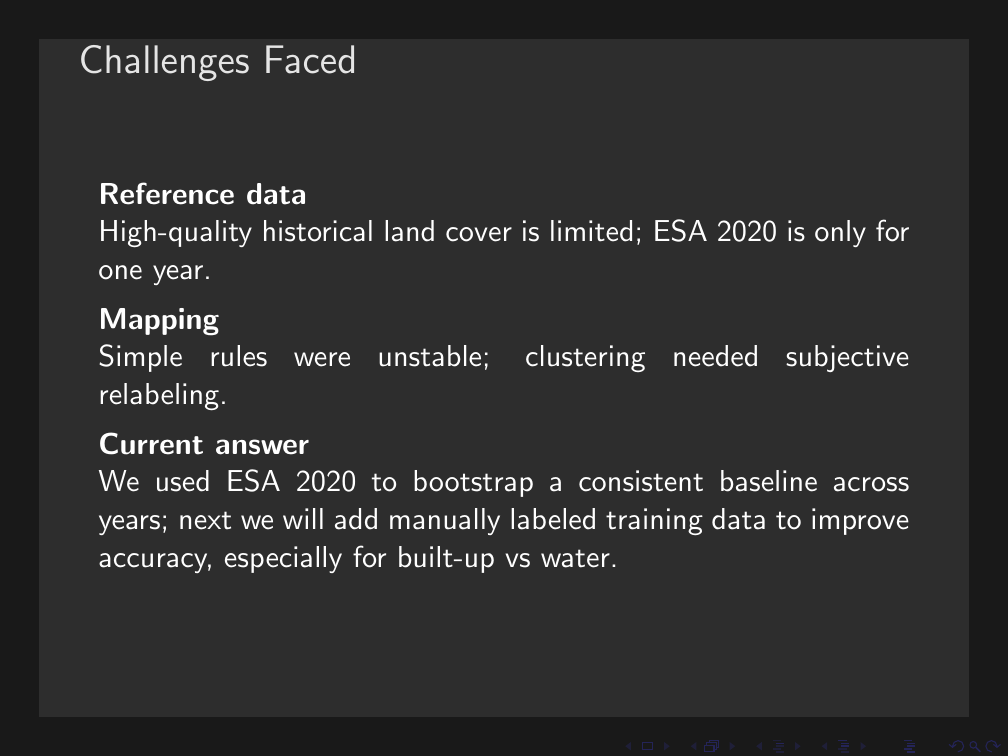 Challenges Faced
Reference data
High-quality historical land cover is limited; ESA 2020 is only for
one year.
Mapping
Simple rules were unstable; clustering needed subjective
relabeling.
Current answer
We used ESA 2020 to bootstrap a consistent baseline across
years; next we will add manually labeled training data to improve
accuracy, especially for built-up vs water.